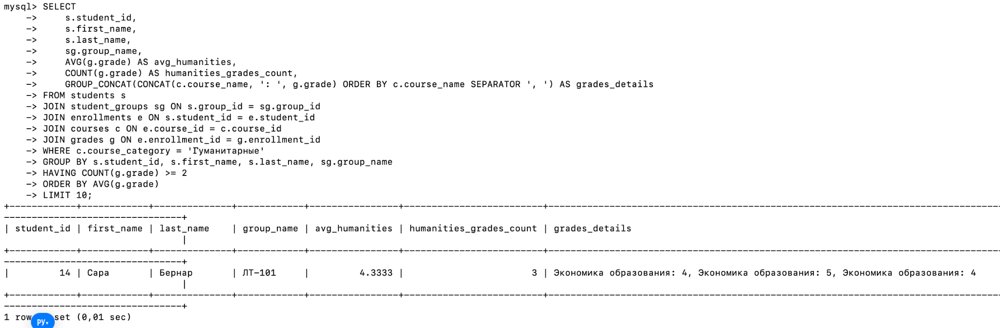 mysql> SELECT
    ->     s.student_id,
    ->     s.first_name,
    ->     s.last_name,
    ->     sg.group_name,
    ->     AVG(g.grade) AS avg_humanities,
    ->     COUNT(g.grade) AS humanities_grades_count,
    ->     GROUP_CONCAT(CONCAT(c.course_name, ': ', g.grade) ORDER BY c.course_name SEPARATOR ', ') AS grades_details
    -> FROM students s
    -> JOIN student_groups sg ON s.group_id = sg.group_id
    -> JOIN enrollments e ON s.student_id = e.student_id
    -> JOIN courses c ON e.course_id = c.course_id
    -> JOIN grades g ON e.enrollment_id = g.enrollment_id
    -> WHERE c.course_category = 'Гуманитарные'
    -> GROUP BY s.student_id, s.first_name, s.last_name, sg.group_name
    -> HAVING COUNT(g.grade) >= 2
    -> ORDER BY AVG(g.grade)
    -> LIMIT 10;
| student_id | first_name | last_name    | group_name | avg_humanities | humanities_grades_count | grades_details
|         14 | Сара       | Бернар       | ЛТ-101     |         4.3333 |                       3 | Экономика образования: 4, Экономика образования: 5, Экономика образования: 4
1 row set (0,01 sec)
РУ